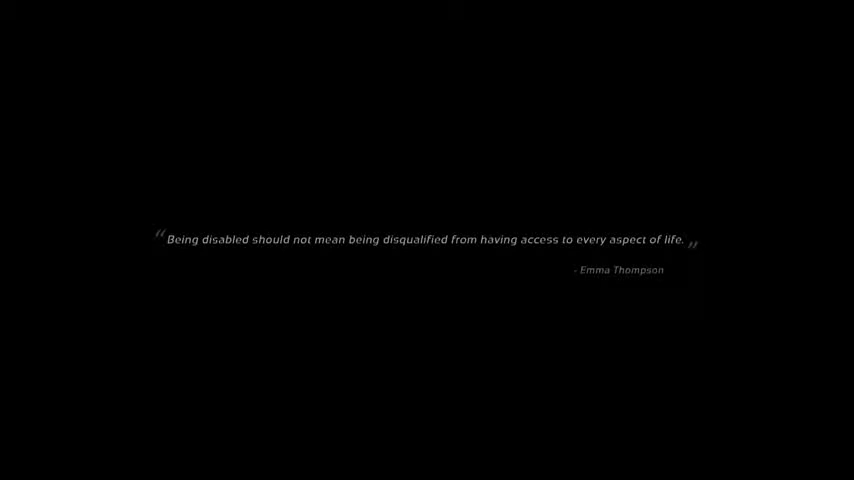 “Being disabled should not mean being disqualified from having access to every aspect of life.”
- Emma Thompson